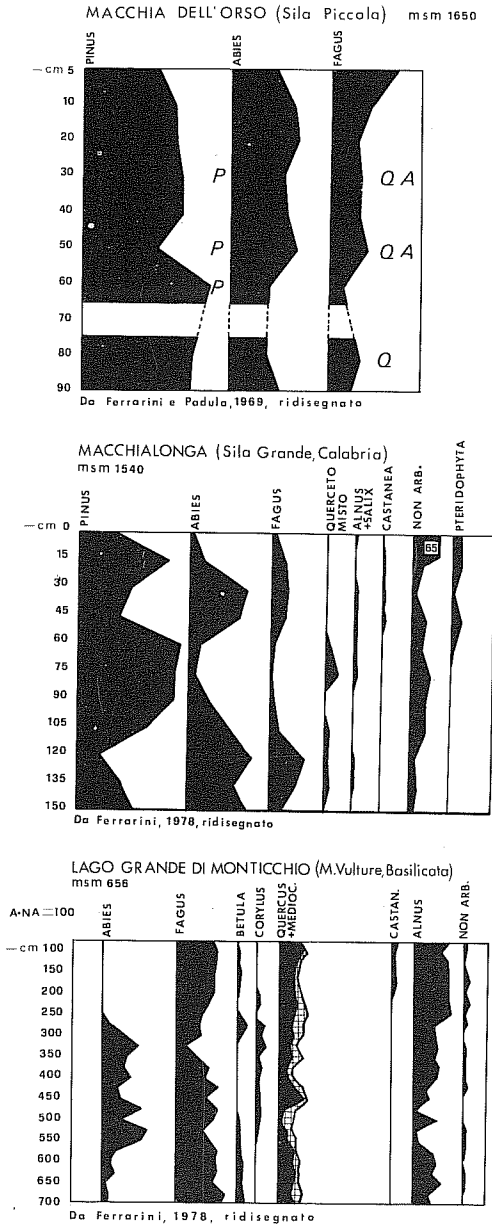 MACCHIA DELL'ORSO (Sila Piccola) msm 1650
PINUS ABIES FAGUS
— cm 5
10
20
30 P Q A
40
50 P Q A
60 P
70
80 Q
90
Da Ferrarini e Padula, 1969, ridisegnato
MACCHIALONGA (Sila Grande, Calabria)
msm 1540
PINUS ABIES FAGUS QUERCETO MISTO ALNUS +SALIX CASTANEA NON ARB. PTERIDOPHYTA
— cm 0
15 65
30
45
60
75
90
105
120
135
150
Da Ferrarini, 1978, ridisegnato
LAGO GRANDE DI MONTICCHIO (M. Vulture, Basilicata)
msm 656
A+NA=100
ABIES FAGUS BETULA CORYLUS QUERCUS +MEDIOC. CASTAN. ALNUS NON ARB.
— cm 100
150
200
250
300
350
400
450
500
550
600
650
700
Da Ferrarini, 1978, ridisegnato